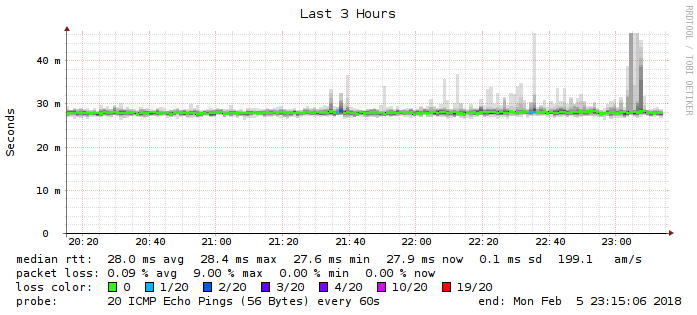 Last 3 Hours
RRDTOOL / TOBI OETIKER
Seconds
40 m
30 m
20 m
10 m
0
20:20 20:40 21:00 21:20 21:40 22:00 22:20 22:40 23:00
median rtt: 28.0 ms avg 28.4 ms max 27.6 ms min 27.9 ms now 0.1 ms sd 199.1 am/s
packet loss: 0.09 % avg 9.00 % max 0.00 % min 0.00 % now
loss color: 0 1/20 2/20 3/20 4/20 10/20 19/20
probe: 20 ICMP Echo Pings (56 Bytes) every 60s end: Mon Feb 5 23:15:06 2018